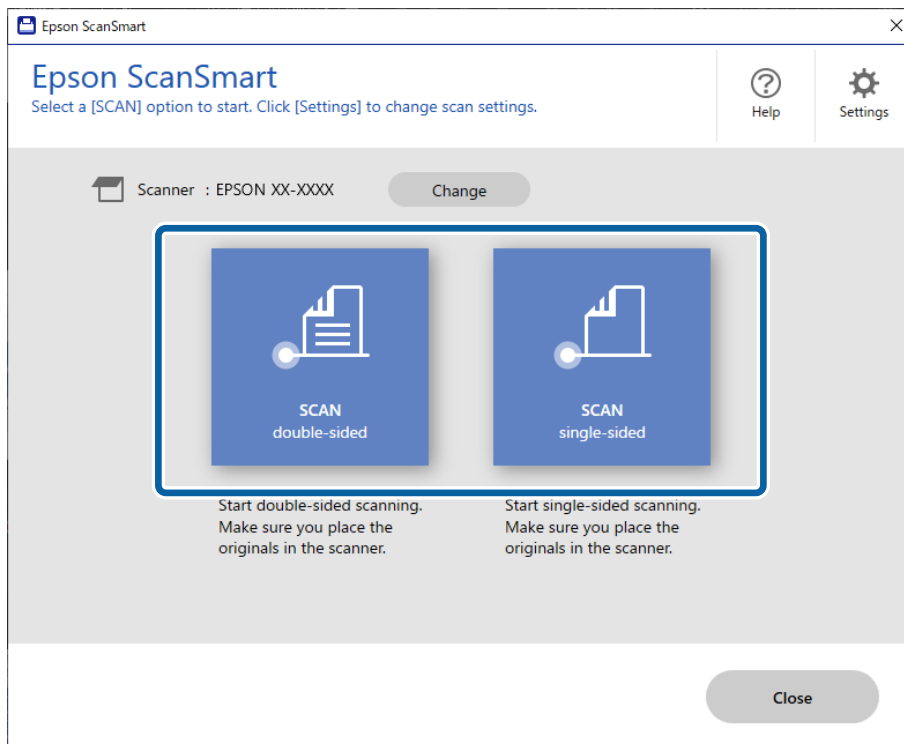 Epson ScanSmart
Epson ScanSmart
Select a [SCAN] option to start. Click [Settings] to change scan settings.
Help
Settings
Scanner : EPSON XX-XXXX
Change
SCAN
double-sided
SCAN
single-sided
Start double-sided scanning.
Make sure you place the
originals in the scanner.
Start single-sided scanning.
Make sure you place the
originals in the scanner.
Close